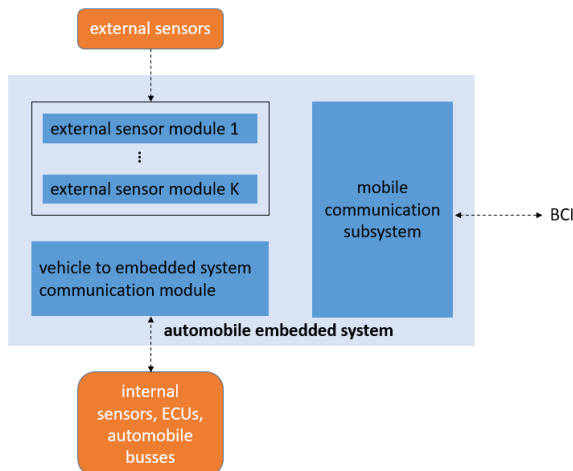 external sensors
external sensor module 1
⋮
external sensor module K
mobile
communication
subsystem
BCI
vehicle to embedded system
communication module
automobile embedded system
internal
sensors, ECUs,
automobile
busses